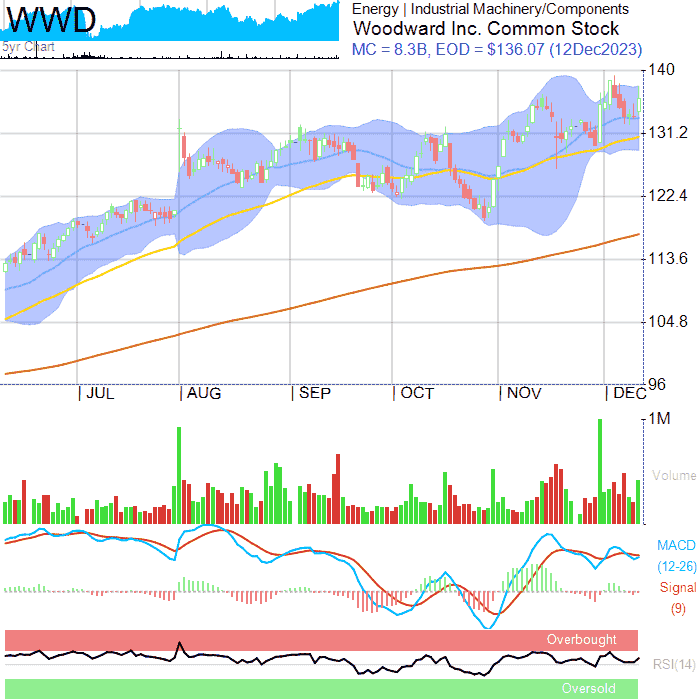 WWD
5yr Chart
Energy | Industrial Machinery/Components
Woodward Inc. Common Stock
MC = 8.3B, EOD = $136.07 (12Dec2023)
140
131.2
122.4
113.6
104.8
96
JUL
AUG
SEP
OCT
NOV
DEC
1M
Volume
MACD
(12-26)
Signal
(9)
Overbought
RSI(14)
Oversold